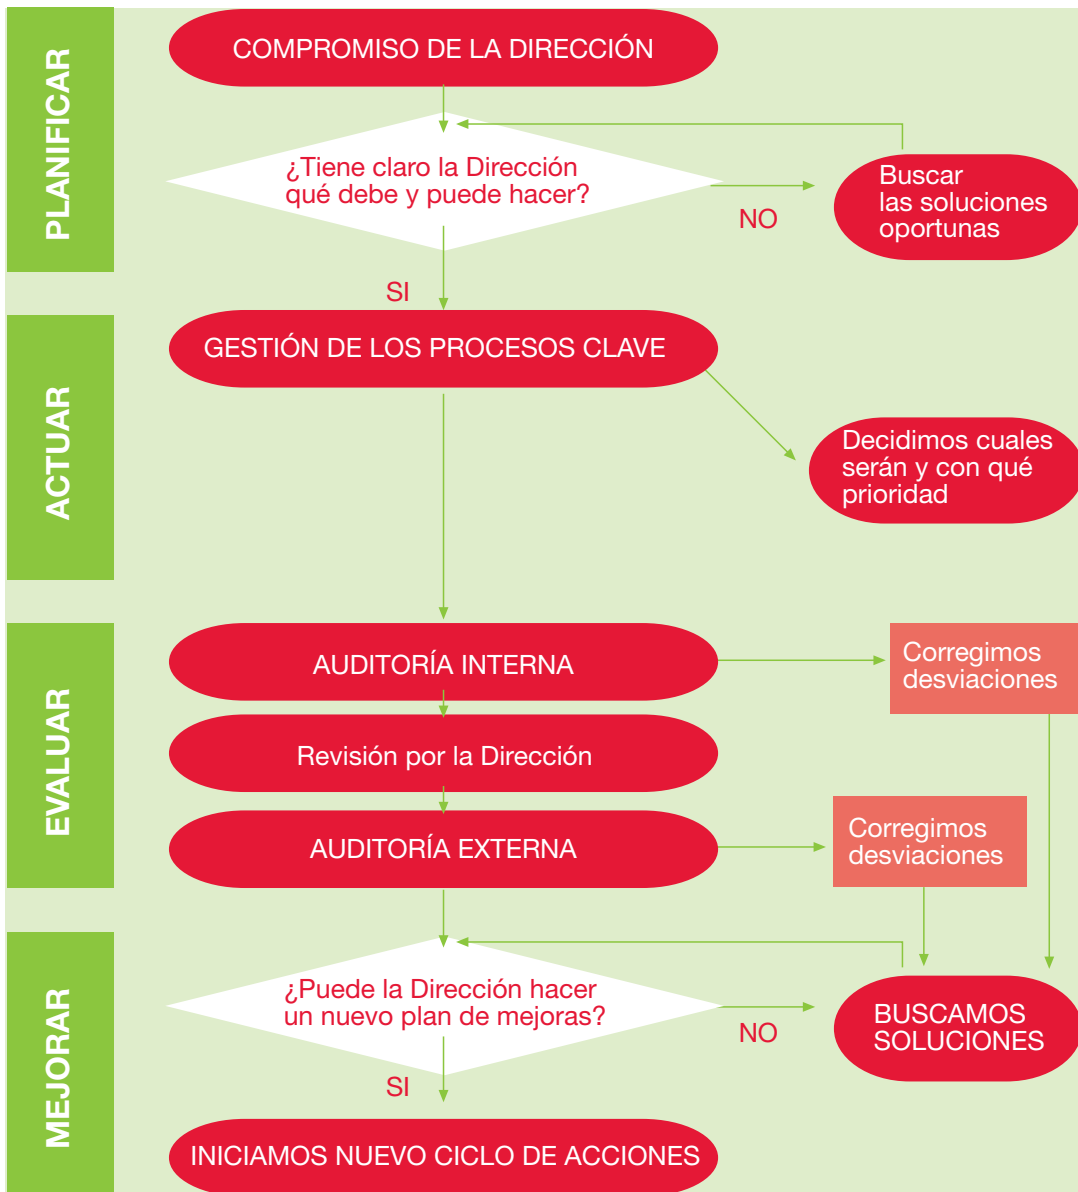 PLANIFICAR
COMPROMISO DE LA DIRECCIÓN
¿Tiene claro la Dirección
qué debe y puede hacer?
NO
Buscar
las soluciones
oportunas
SI
ACTUAR
GESTIÓN DE LOS PROCESOS CLAVE
Decidimos cuales
serán y con qué
prioridad
EVALUAR
AUDITORÍA INTERNA
Corregimos
desviaciones
Revisión por la Dirección
AUDITORÍA EXTERNA
Corregimos
desviaciones
MEJORAR
¿Puede la Dirección hacer
un nuevo plan de mejoras?
NO
BUSCAMOS
SOLUCIONES
SI
INICIAMOS NUEVO CICLO DE ACCIONES